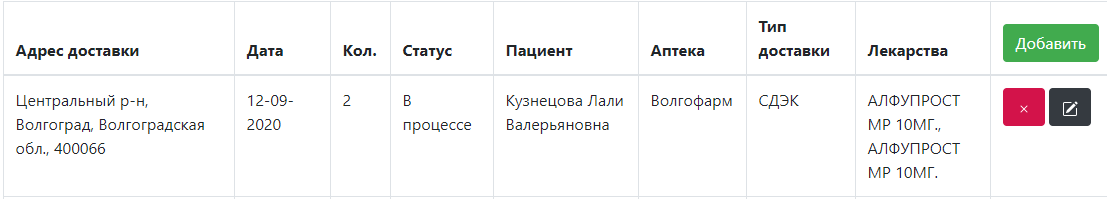 Адрес доставки Дата Кол. Статус Пациент Аптека Тип доставки Лекарства Добавить
Центральный р-н, 12-09- 2 В Кузнецова Лали Волгофарм СДЭК АЛФУПРОСТ
Волгоград, Волгоградская 2020 процессе Валерьяновна МР 10МГ.,
обл., 400066 АЛФУПРОСТ
МР 10МГ.